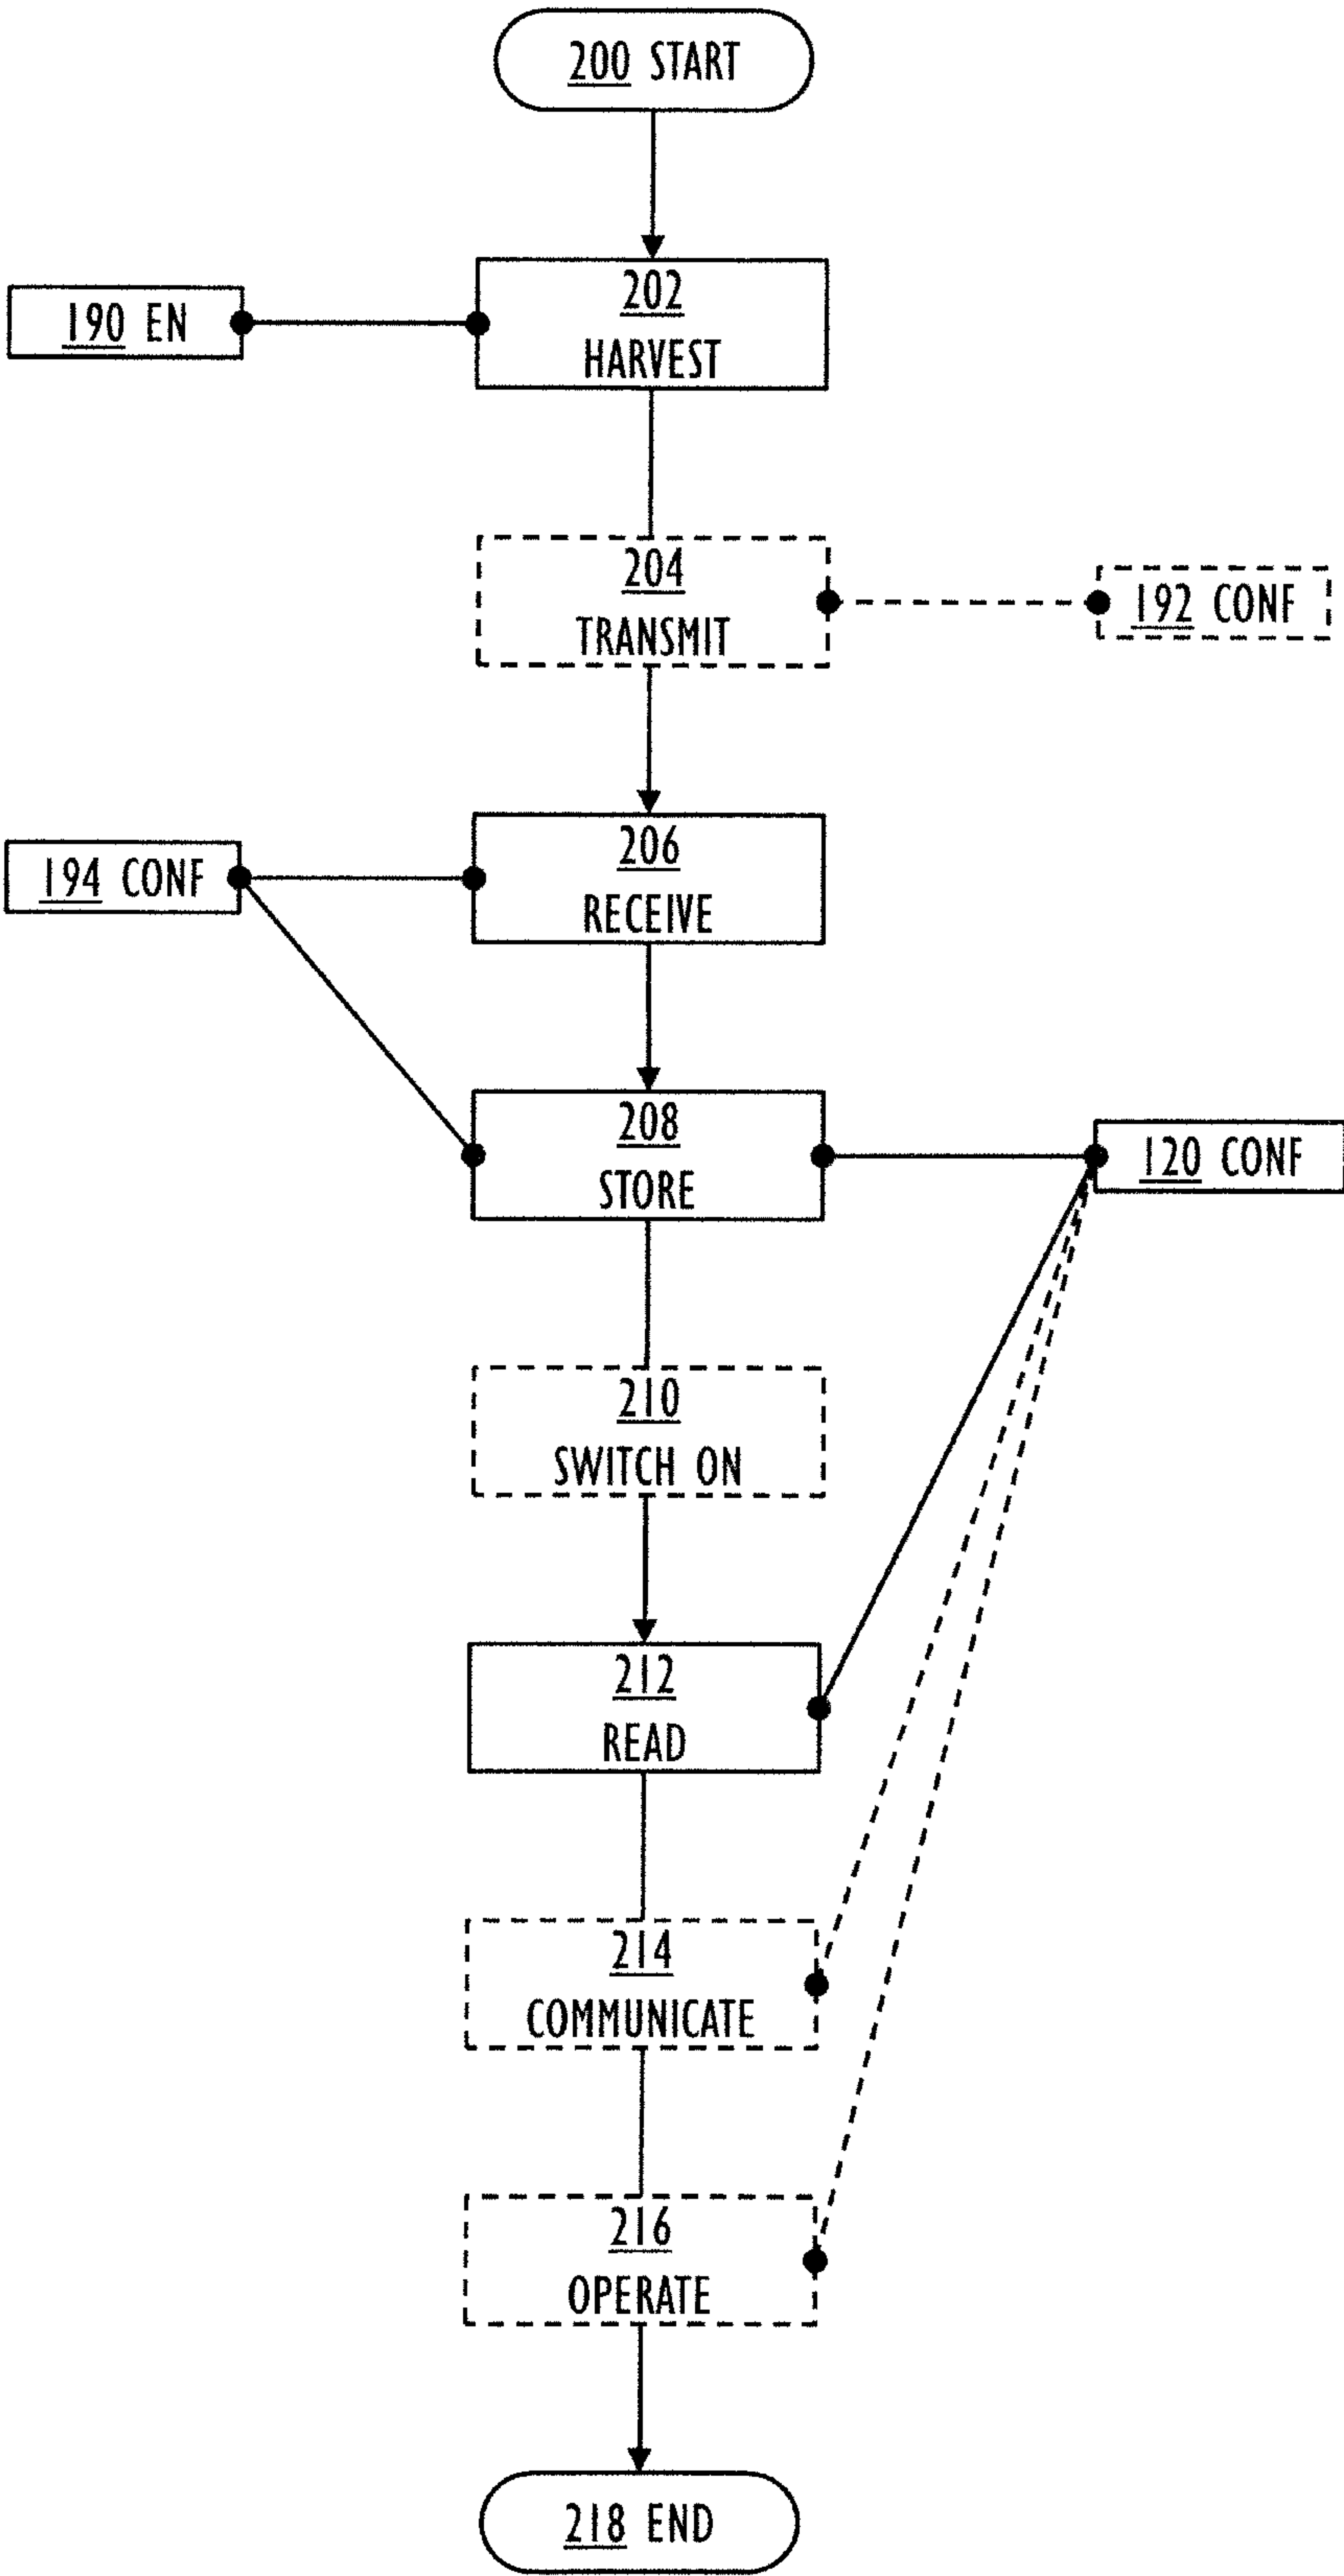 200 START
202
HARVEST
190 EN
204
TRANSMIT
192 CONF
206
RECEIVE
194 CONF
208
STORE
120 CONF
210
SWITCH ON
212
READ
214
COMMUNICATE
216
OPERATE
218 END